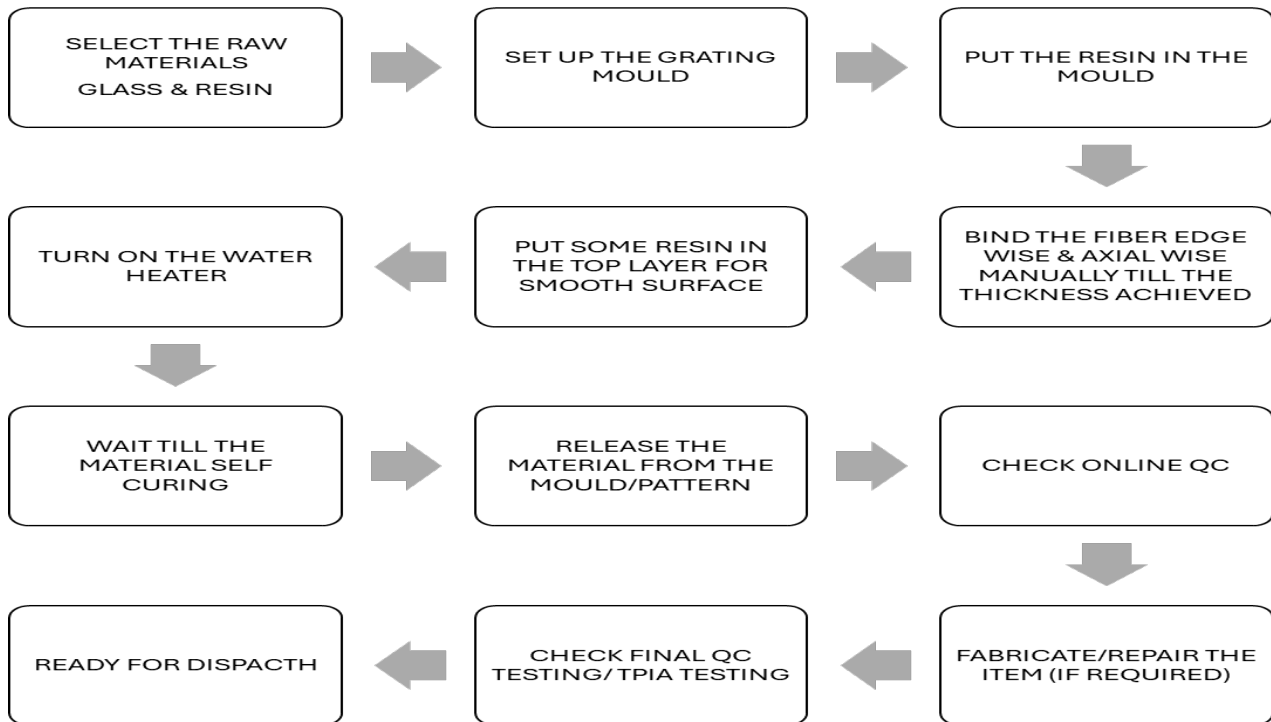 SELECT THE RAW
MATERIALS
GLASS & RESIN
SET UP THE GRATING
MOULD
PUT THE RESIN IN THE
MOULD
BIND THE FIBER EDGE
WISE & AXIAL WISE
MANUALLY TILL THE
THICKNESS ACHIEVED
PUT SOME RESIN IN
THE TOP LAYER FOR
SMOOTH SURFACE
TURN ON THE WATER
HEATER
WAIT TILL THE
MATERIAL SELF
CURING
RELEASE THE
MATERIAL FROM THE
MOULD/PATTERN
CHECK ONLINE QC
FABRICATE/REPAIR THE
ITEM (IF REQUIRED)
CHECK FINAL QC
TESTING/ TPIA TESTING
READY FOR DISPACTH